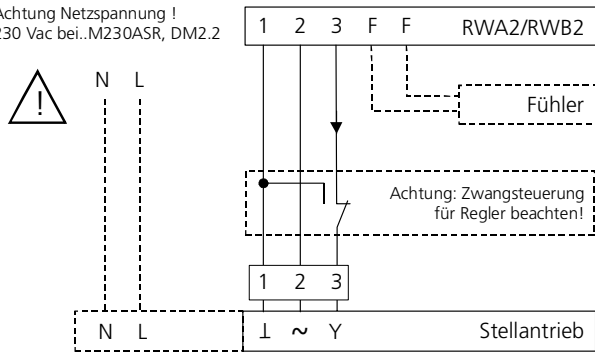 Achtung Netzspannung !
230 Vac bei..M230ASR, DM2.2
1 2 3 F F RWA2/RWB2
N L
!
Fühler
Achtung: Zwangsteuerung
für Regler beachten!
1 2 3
N L ⊥ ~ Y Stellantrieb